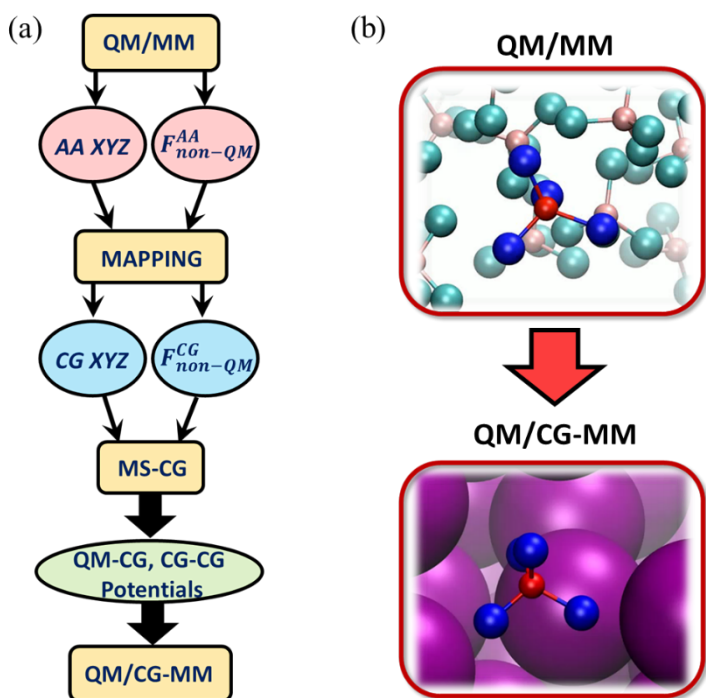 (a)
QM/MM
AA XYZ
F^{AA}_{non-QM}
MAPPING
CG XYZ
F^{CG}_{non-QM}
MS-CG
QM-CG, CG-CG
Potentials
QM/CG-MM
(b)
QM/MM
QM/CG-MM